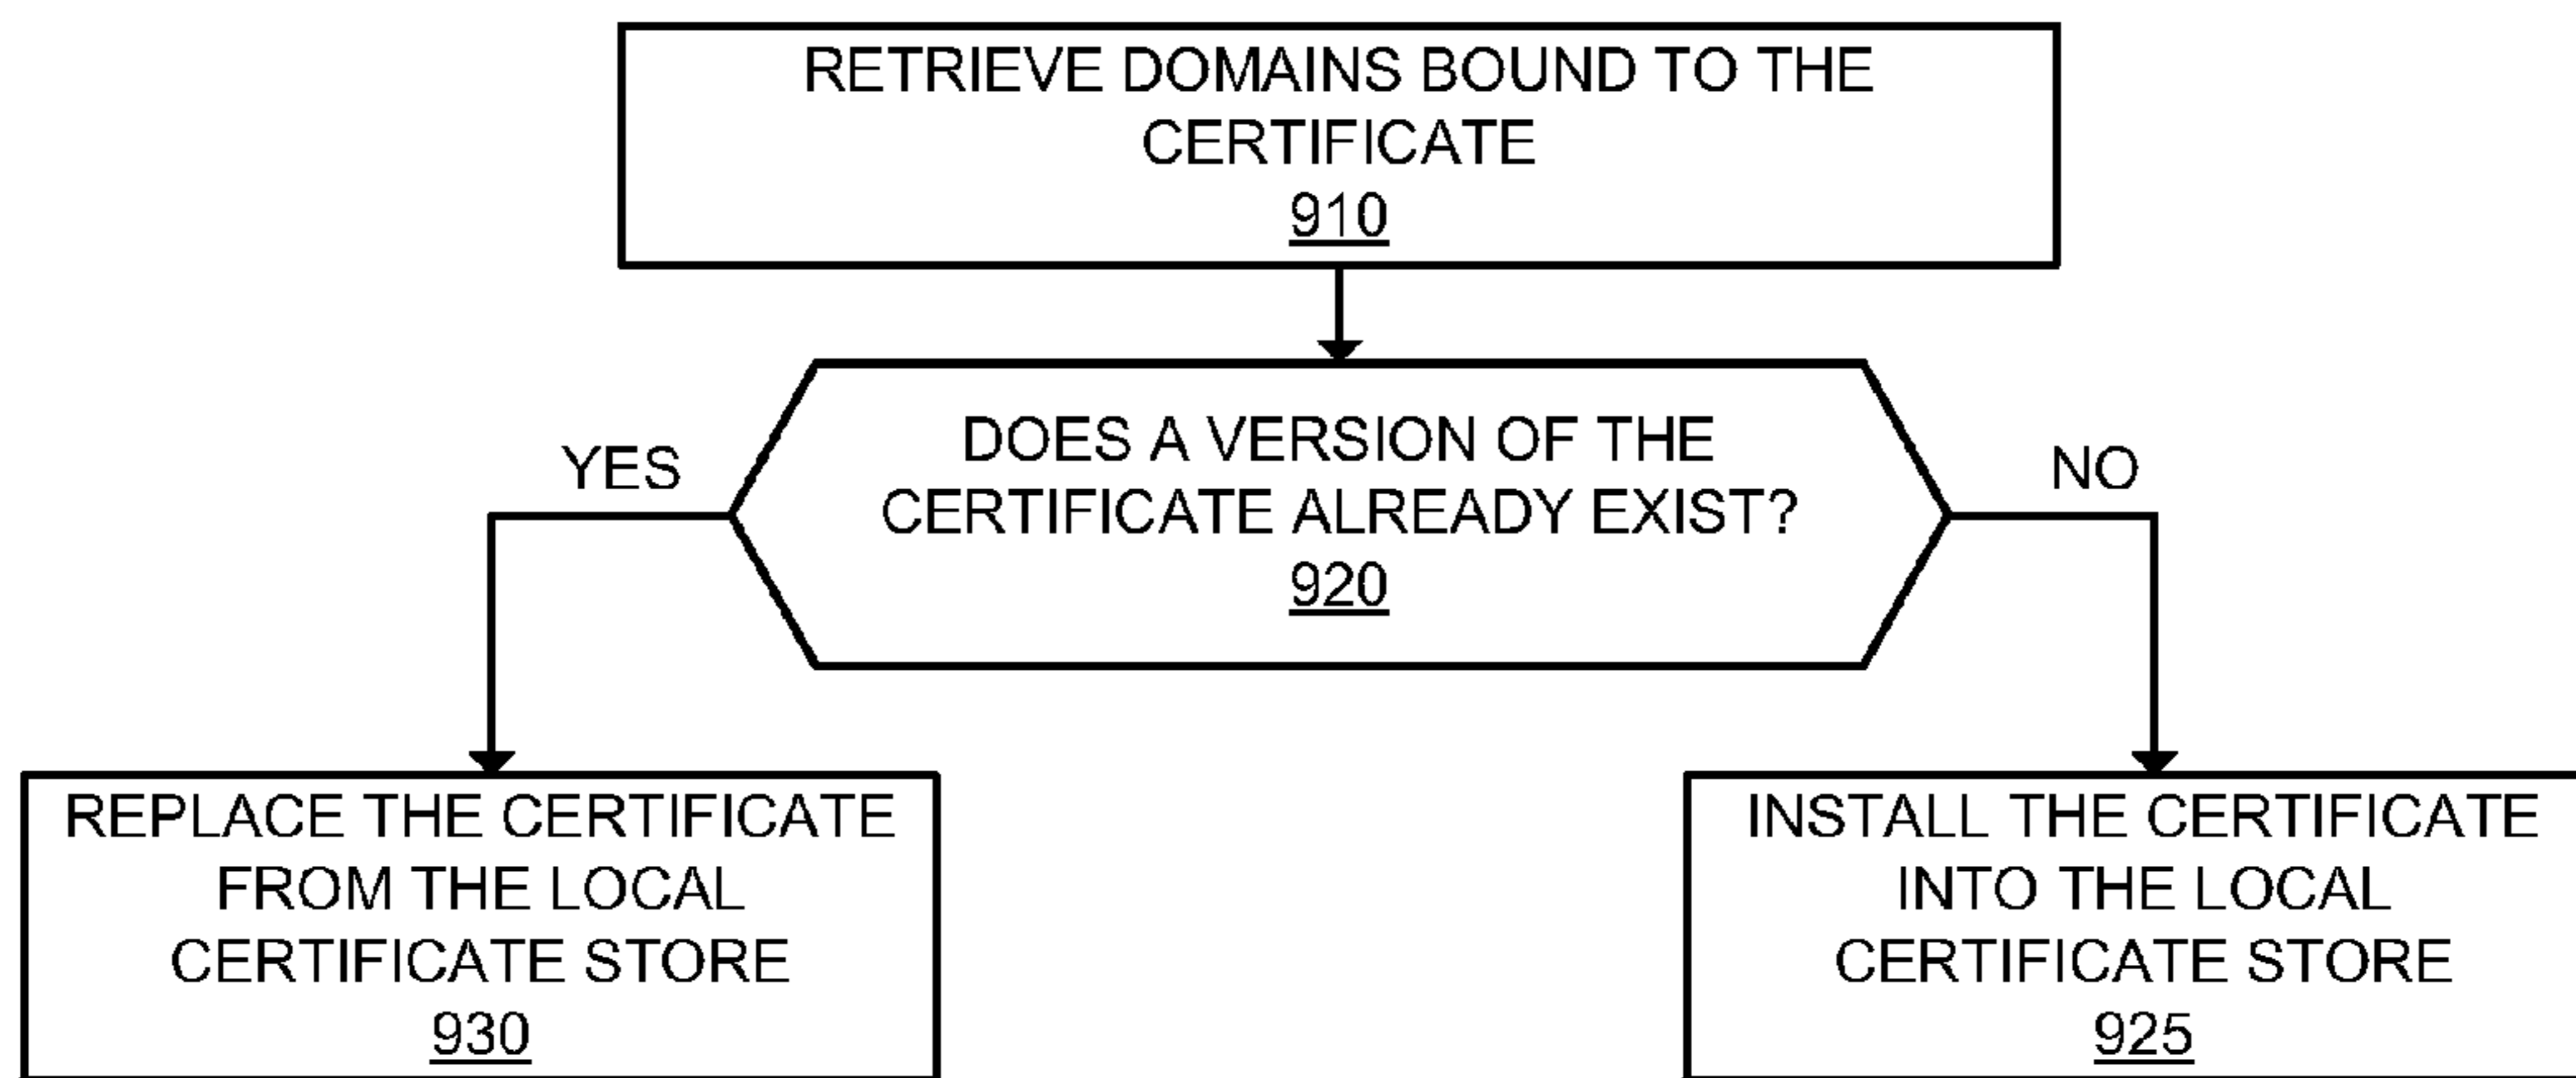 RETRIEVE DOMAINS BOUND TO THE
CERTIFICATE
910
DOES A VERSION OF THE
CERTIFICATE ALREADY EXIST?
920
YES
NO
REPLACE THE CERTIFICATE
FROM THE LOCAL
CERTIFICATE STORE
930
INSTALL THE CERTIFICATE
INTO THE LOCAL
CERTIFICATE STORE
925